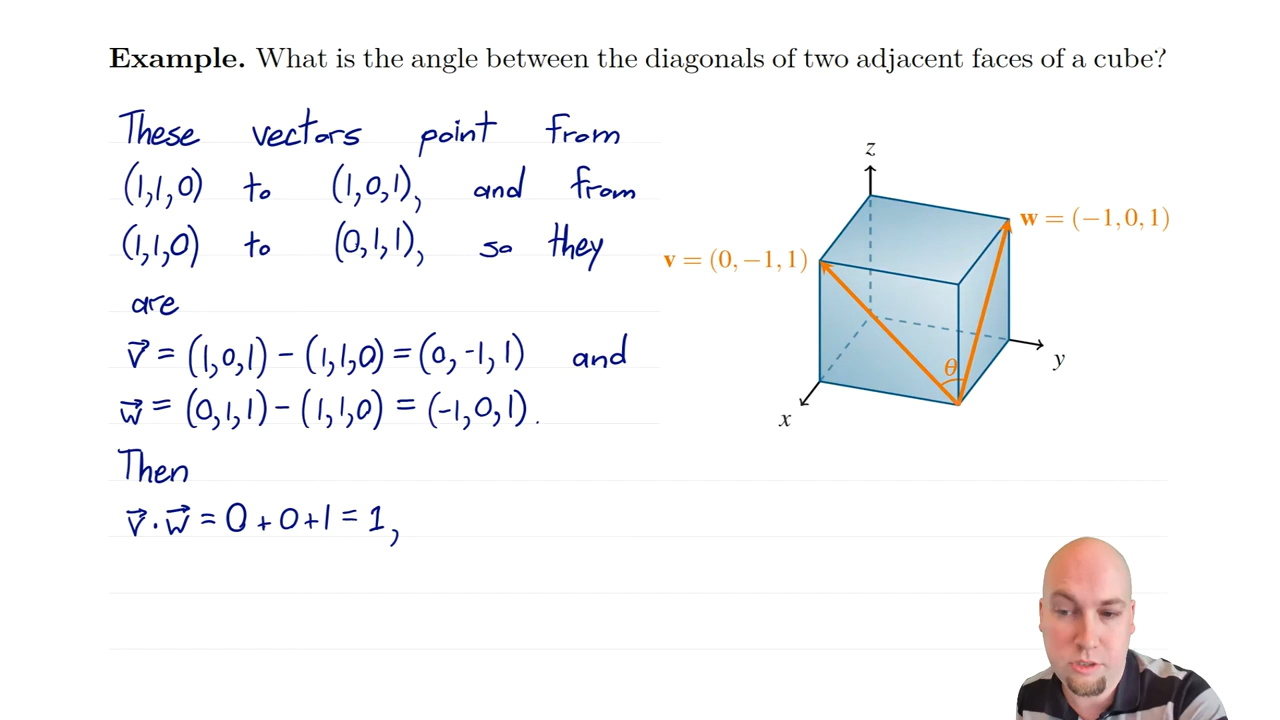 Example. What is the angle between the diagonals of two adjacent faces of a cube?
These vectors point from
(1,1,0) to (1,0,1), and from
(1,1,0) to (0,1,1), so they
are
v⃗ = (1,0,1) − (1,1,0) = (0,-1,1) and
w⃗ = (0,1,1) − (1,1,0) = (-1,0,1).
Then
v⃗ · w⃗ = 0 + 0 + 1 = 1,
z
w = (−1,0,1)
v = (0,−1,1)
θ
y
x